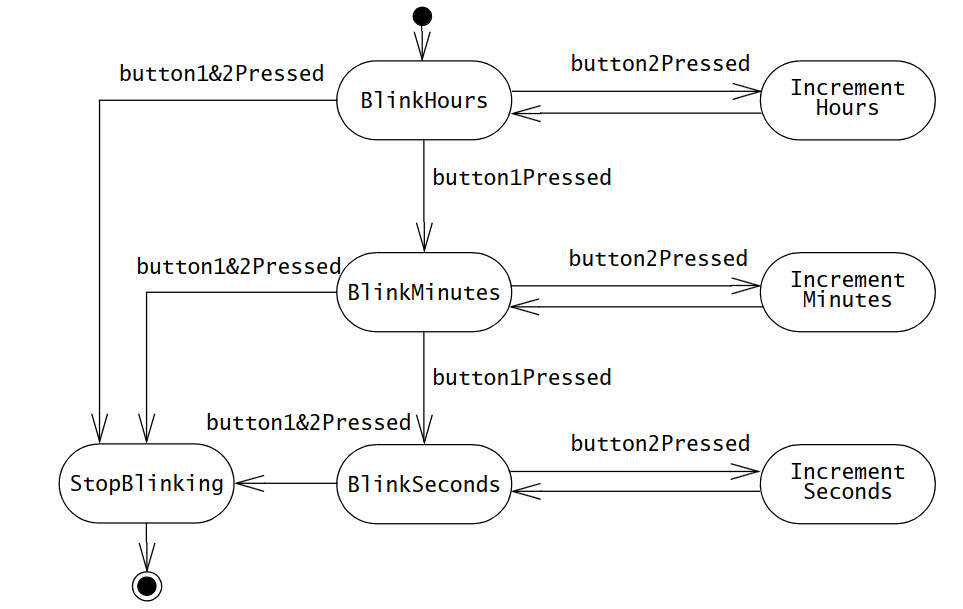 button1&2Pressed
button2Pressed
BlinkHours
Increment
Hours
button1Pressed
button1&2Pressed
button2Pressed
BlinkMinutes
Increment
Minutes
button1Pressed
button1&2Pressed
button2Pressed
StopBlinking
BlinkSeconds
Increment
Seconds